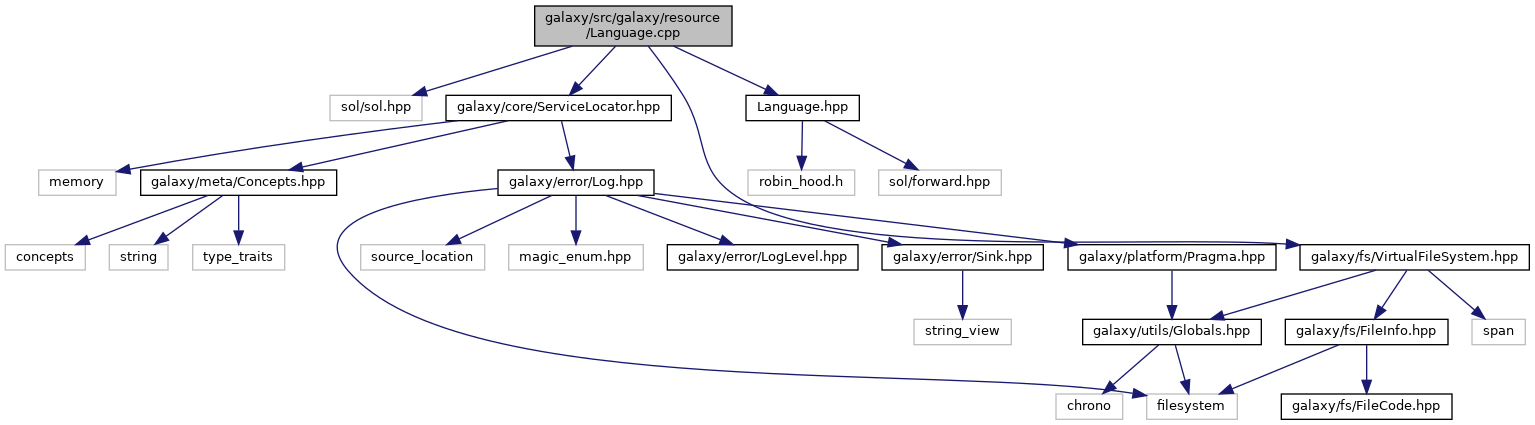 galaxy/src/galaxy/resource
/Language.cpp
sol/sol.hpp
galaxy/core/ServiceLocator.hpp
Language.hpp
memory
galaxy/meta/Concepts.hpp
galaxy/error/Log.hpp
robin_hood.h
sol/forward.hpp
concepts
string
type_traits
source_location
magic_enum.hpp
galaxy/error/LogLevel.hpp
galaxy/error/Sink.hpp
galaxy/platform/Pragma.hpp
galaxy/fs/VirtualFileSystem.hpp
string_view
galaxy/utils/Globals.hpp
galaxy/fs/FileInfo.hpp
span
chrono
filesystem
galaxy/fs/FileCode.hpp